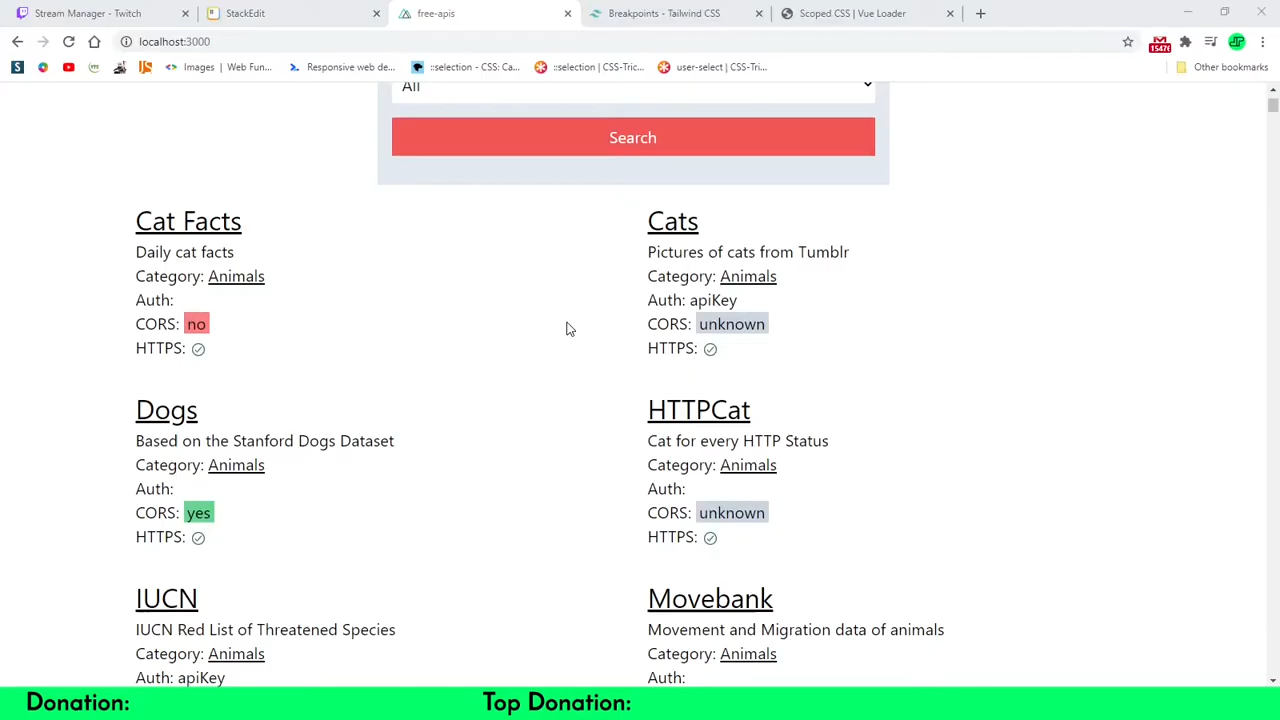 Stream Manager - Twitch
StackEdit
free-apis
Breakpoints - Tailwind CSS
Scoped CSS | Vue Loader
localhost:3000
15476
S
Images | Web Fun...
Responsive web de...
::selection - CSS: Ca...
::selection | CSS-Tric...
user-select | CSS-Tri...
Other bookmarks
All
Search
Cat Facts
Daily cat facts
Category: Animals
Auth:
CORS: no
HTTPS:
Cats
Pictures of cats from Tumblr
Category: Animals
Auth: apiKey
CORS: unknown
HTTPS:
Dogs
Based on the Stanford Dogs Dataset
Category: Animals
Auth:
CORS: yes
HTTPS:
HTTPCat
Cat for every HTTP Status
Category: Animals
Auth:
CORS: unknown
HTTPS:
IUCN
IUCN Red List of Threatened Species
Category: Animals
Auth: apiKey
Movebank
Movement and Migration data of animals
Category: Animals
Auth:
Donation:
Top Donation: